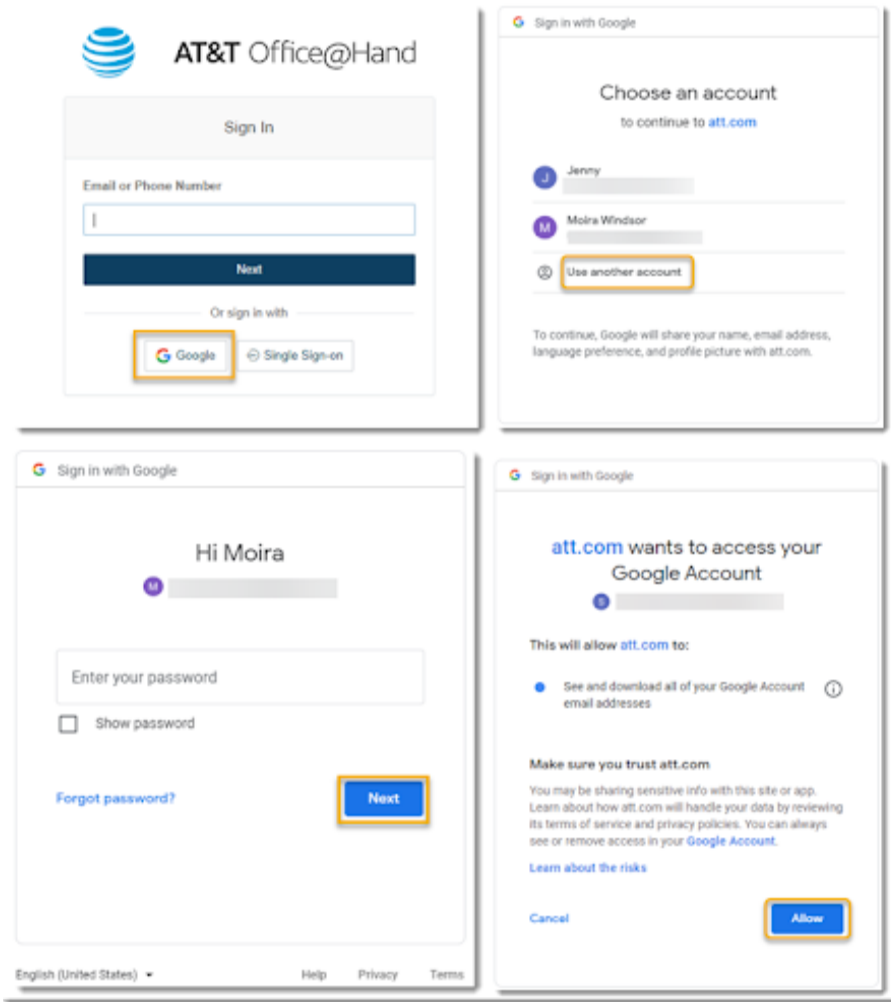 AT&T Office@Hand
Sign In
Email or Phone Number
Next
Or sign in with
Google
Single Sign-on
Sign in with Google
Choose an account
to continue to att.com
J
Jenny
M
Moira Windsor
Use another account
To continue, Google will share your name, email address,
language preference, and profile picture with att.com.
Sign in with Google
Hi Moira
M
Enter your password
Show password
Forgot password?
Next
English (United States)
Help Privacy Terms
Sign in with Google
att.com wants to access your
Google Account
S
This will allow att.com to:
See and download all of your Google Account
email addresses
Make sure you trust att.com
You may be sharing sensitive info with this site or app.
Learn about how att.com will handle your data by reviewing
its terms of service and privacy policies. You can always
see or remove access in your Google Account.
Learn about the risks
Cancel
Allow